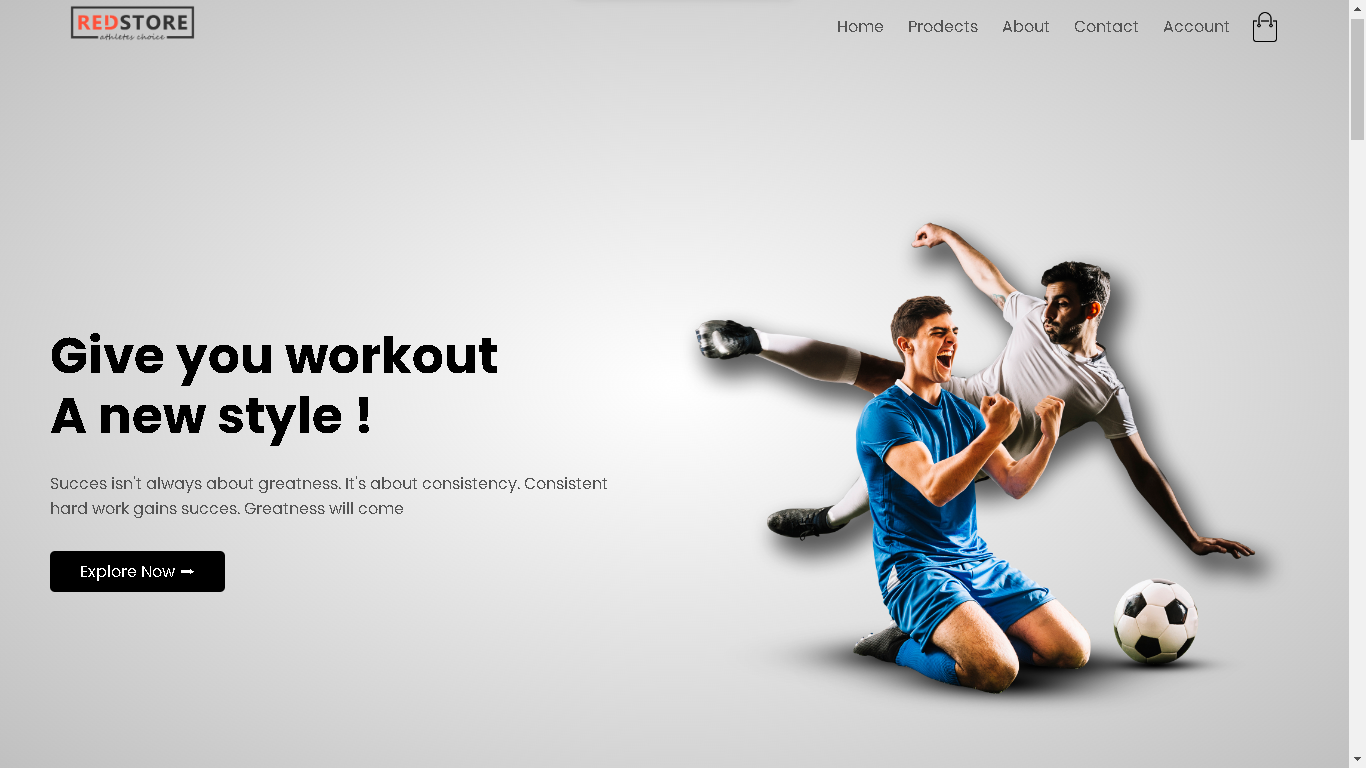 REDSTORE
athletes choice
Home Prodects About Contact Account
Give you workout
A new style !
Succes isn't always about greatness. It's about consistency. Consistent
hard work gains succes. Greatness will come
Explore Now ➞